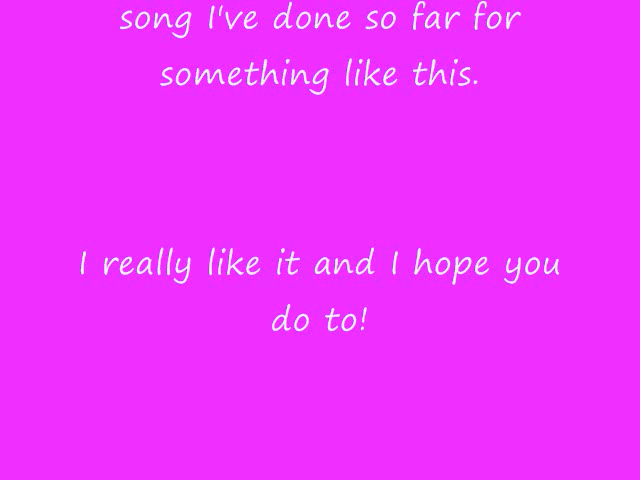 song I've done so far for
something like this.
I really like it and I hope you
do to!